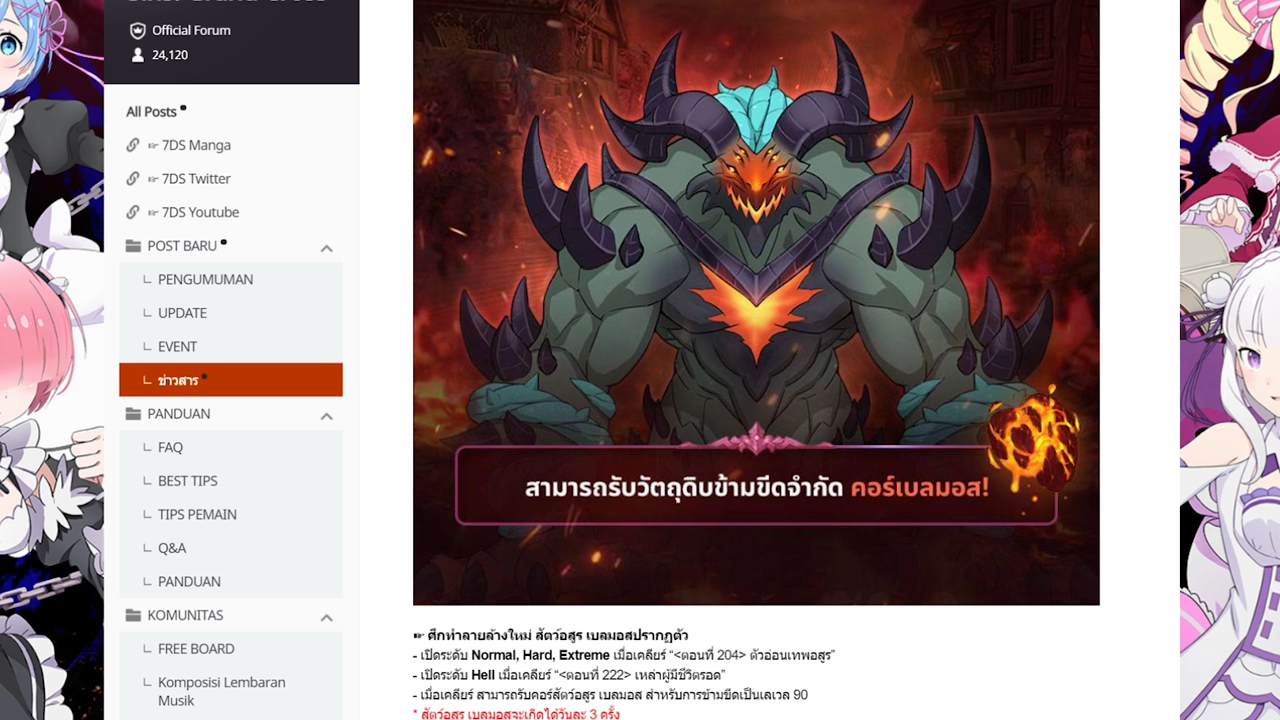 Official Forum
24,120
All Posts
☞ 7DS Manga
☞ 7DS Twitter
☞ 7DS Youtube
POST BARU
PENGUMUMAN
UPDATE
EVENT
ข่าวสาร
PANDUAN
FAQ
BEST TIPS
TIPS PEMAIN
Q&A
PANDUAN
KOMUNITAS
FREE BOARD
Komposisi Lembaran
Musik
สามารถรับวัตถุดิบข้ามขีดจำกัด คอร์เบลมอส!
☞ ศึกทำลายล้างใหม่ สัตว์อสูร เบลมอสปรากฏตัว
- เปิดระดับ Normal, Hard, Extreme เมื่อเคลียร์ “<ตอนที่ 204> ตัวอ่อนเทพอสูร”
- เปิดระดับ Hell เมื่อเคลียร์ “<ตอนที่ 222> เหล่าผู้มีชีวิตรอด”
- เมื่อเคลียร์ สามารถรับคอร์สัตว์อสูร เบลมอส สำหรับการข้ามขีดเป็นเลเวล 90
* สัตว์อสูร เบลมอสจะเกิดได้วันละ 3 ครั้ง